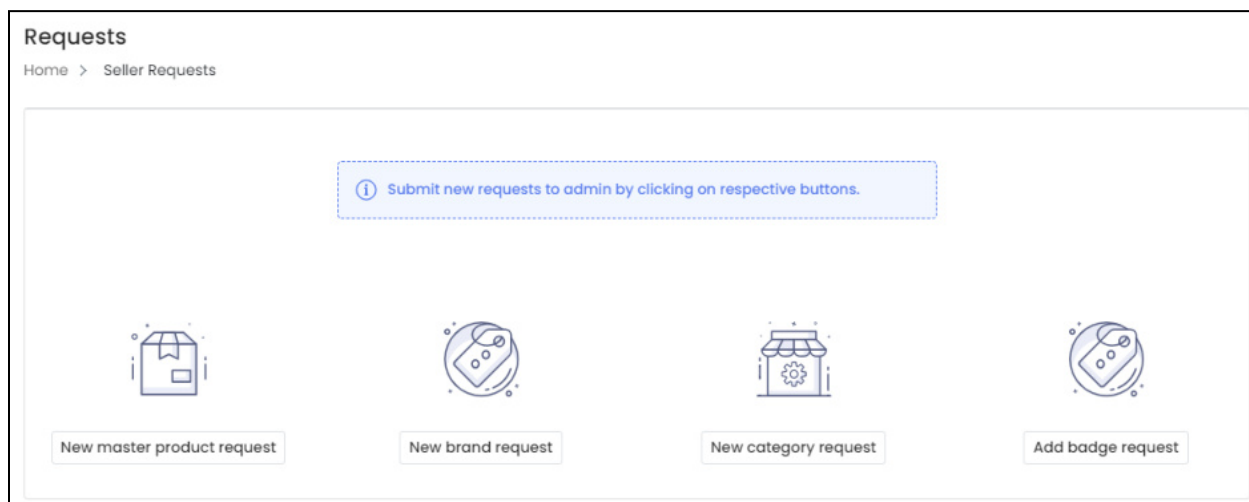 Requests
Home > Seller Requests
Submit new requests to admin by clicking on respective buttons.
New master product request
New brand request
New category request
Add badge request